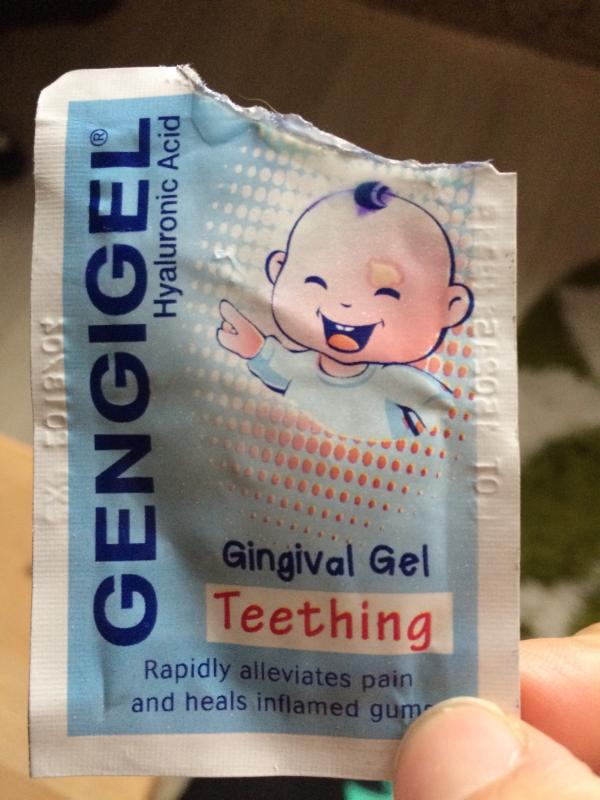 GENGIGEL®
Hyaluronic Acid
Gingival Gel
Teething
Rapidly alleviates pain
and heals inflamed gums